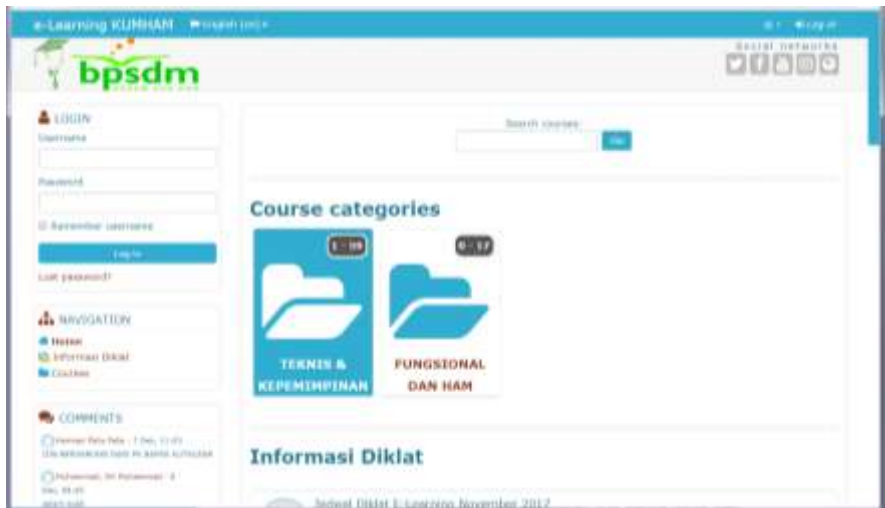 e-Learning KUMHAM
English (en)
Log in
bpsdm
Social networks
LOGIN
Username
Password
Remember username
Log in
Lost password?
NAVIGATION
Home
Informasi Diklat
Courses
COMMENTS
Search courses:
Go
Course categories
TEKNIS &
KEPEMIMPINAN
FUNGSIONAL
DAN HAM
Informasi Diklat
Jadwal Diklat E-Learning November 2017